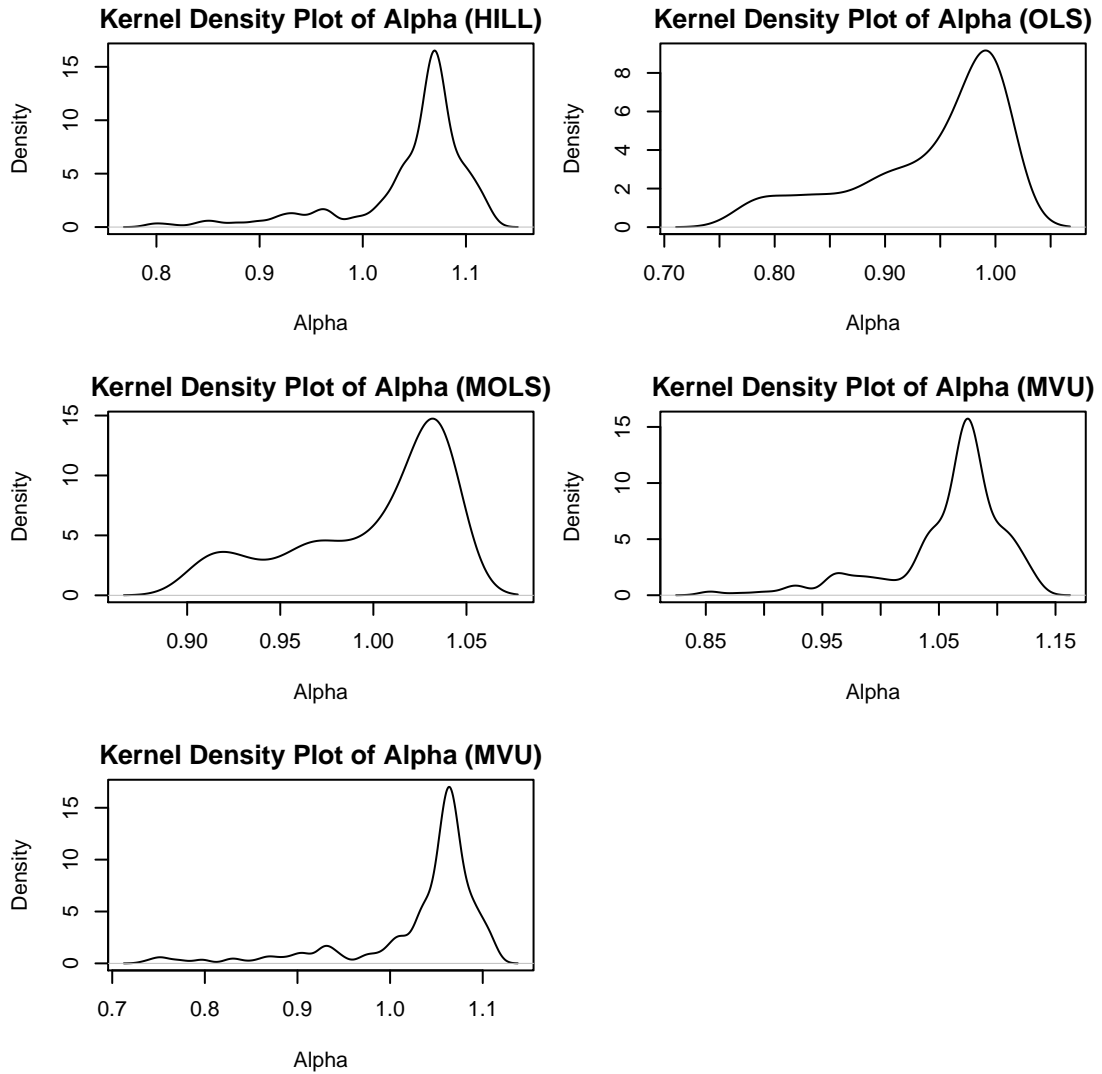 Kernel Density Plot of Alpha (HILL)
Density
15
10
5
0
0.8 0.9 1.0 1.1
Alpha
Kernel Density Plot of Alpha (OLS)
Density
8
6
4
2
0
0.70 0.80 0.90 1.00
Alpha
Kernel Density Plot of Alpha (MOLS)
Density
15
10
5
0
0.90 0.95 1.00 1.05
Alpha
Kernel Density Plot of Alpha (MVU)
Density
15
10
5
0
0.85 0.95 1.05 1.15
Alpha
Kernel Density Plot of Alpha (MVU)
Density
15
10
5
0
0.7 0.8 0.9 1.0 1.1
Alpha